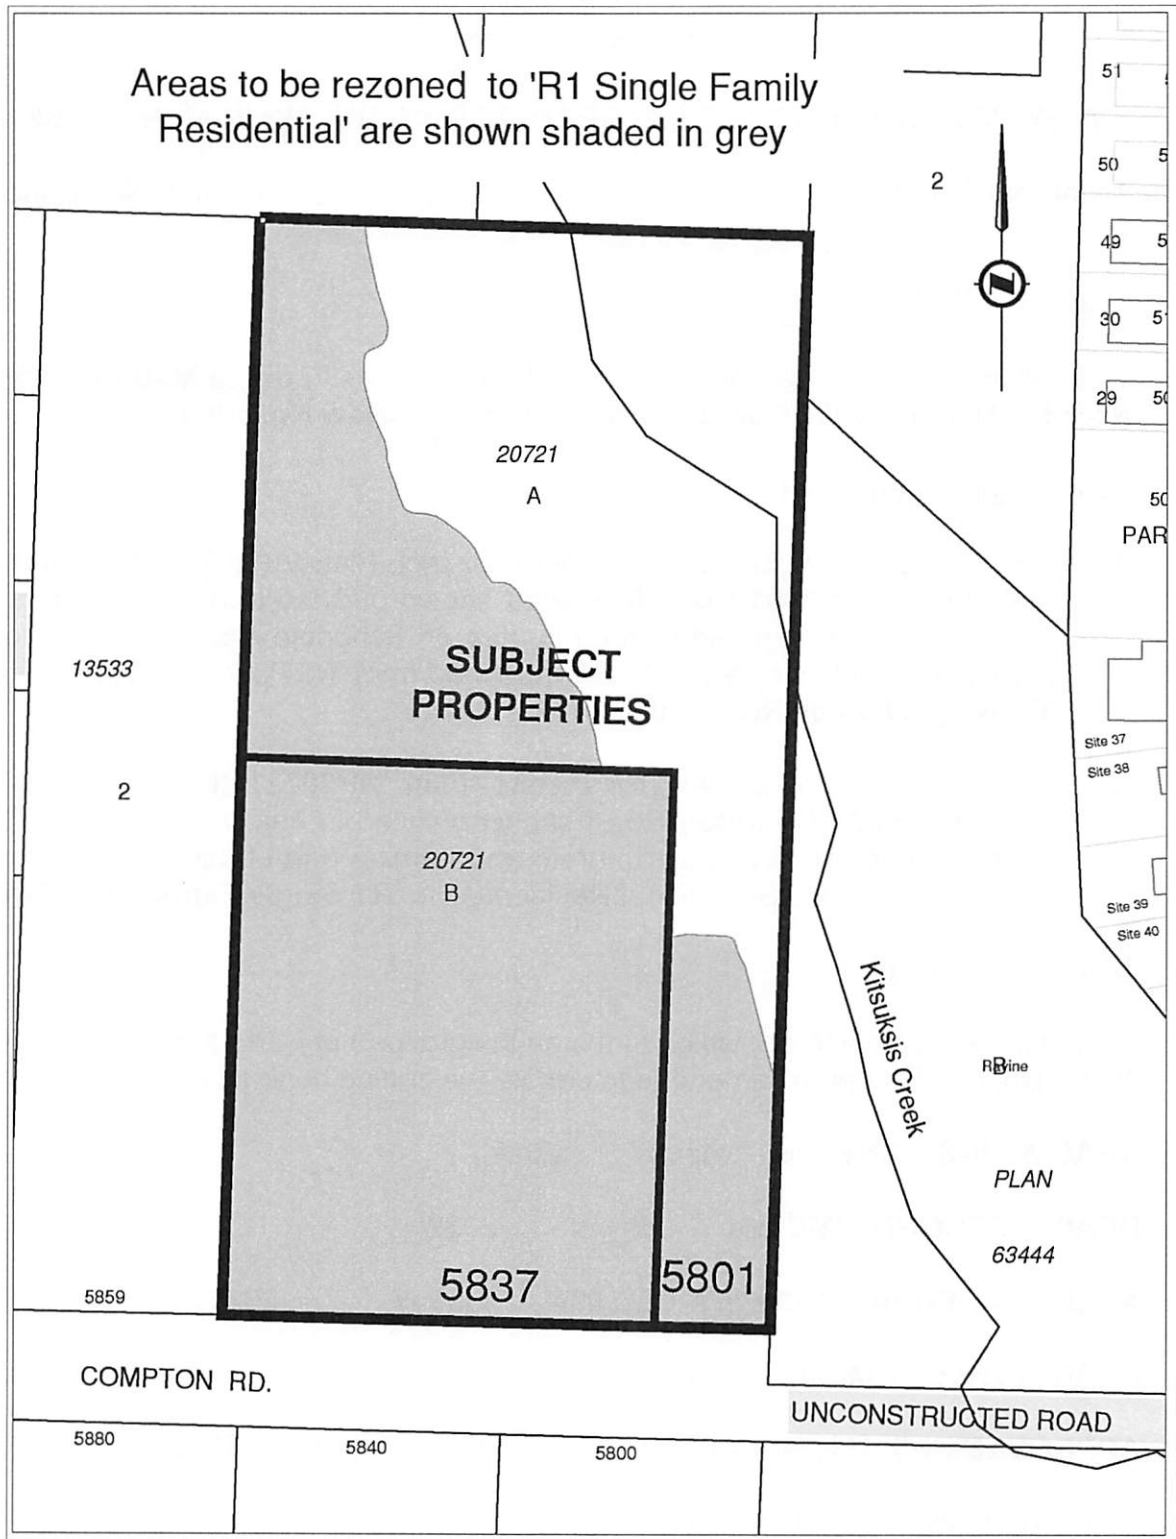 Areas to be rezoned to 'R1 Single Family
Residential' are shown shaded in grey
51
50
2
49
30
29
20721
A
50
PAR
SUBJECT
PROPERTIES
13533
2
Site 37
Site 38
20721
B
Site 39
Site 40
Kitsuksis Creek
Ravine
B
PLAN
63444
5837
5801
5859
COMPTON RD.
UNCONSTRUCTED ROAD
5880
5840
5800